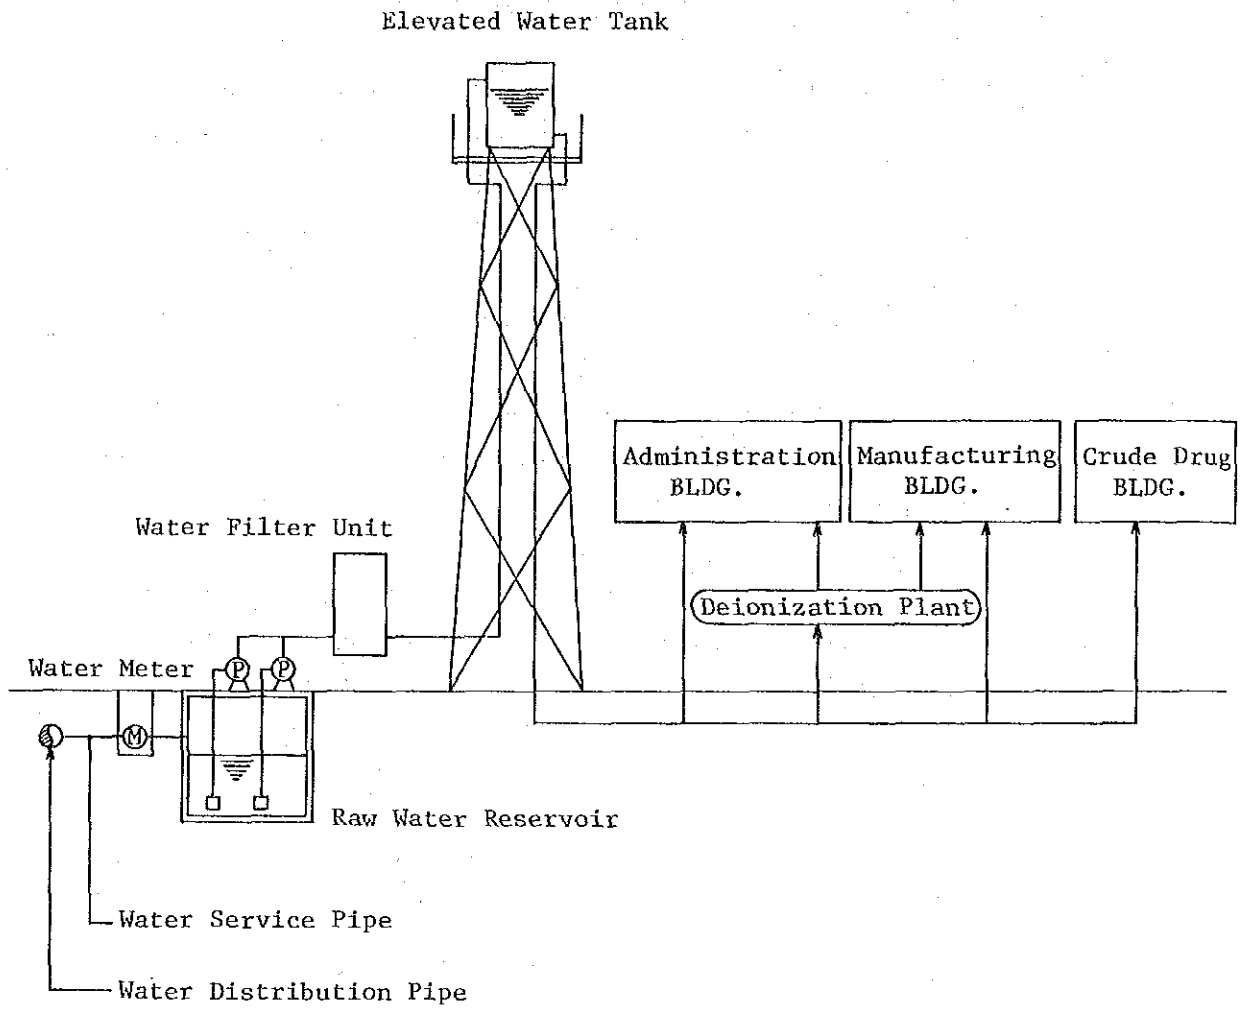 Elevated Water Tank
Administration
BLDG.
Manufacturing
BLDG.
Crude Drug
BLDG.
Water Filter Unit
Deionization Plant
Water Meter
P
P
M
Raw Water Reservoir
Water Service Pipe
Water Distribution Pipe